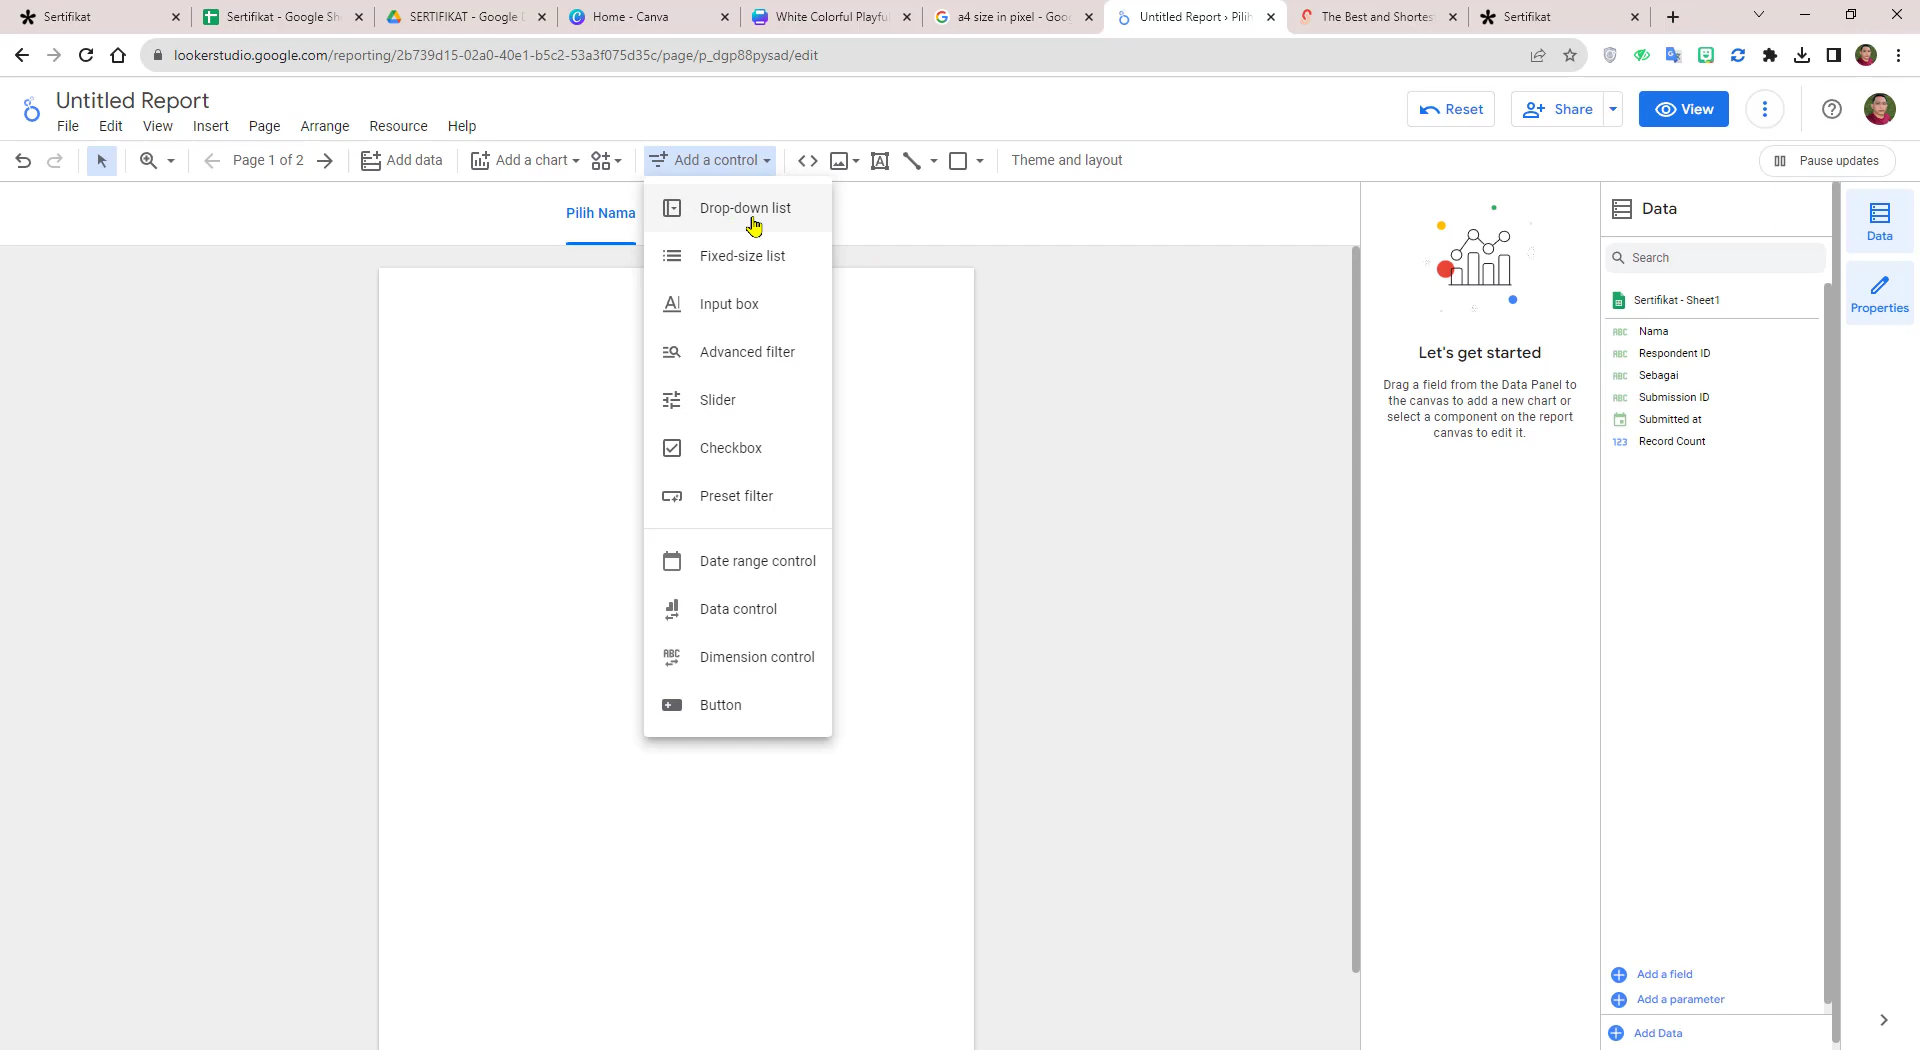 Sertifikat
Sertifikat - Google Sh
SERTIFIKAT - Google D
Home - Canva
White Colorful Playfu
a4 size in pixel - Goo
Untitled Report › Pilih
The Best and Shortes
Sertifikat
lookerstudio.google.com/reporting/2b739d15-02a0-40e1-b5c2-53a3f075d35c/page/p_dgp88pysad/edit
Untitled Report
File Edit View Insert Page Arrange Resource Help
Reset
Share
View
Page 1 of 2
Add data
Add a chart
Add a control
Theme and layout
Pause updates
Pilih Nama
Drop-down list
Fixed-size list
Input box
Advanced filter
Slider
Checkbox
Preset filter
Date range control
Data control
ABC
Dimension control
Button
Let's get started
Drag a field from the Data Panel to
the canvas to add a new chart or
select a component on the report
canvas to edit it.
Data
Search
Sertifikat - Sheet1
ABC Nama
ABC Respondent ID
ABC Sebagai
ABC Submission ID
Submitted at
123 Record Count
Add a field
Add a parameter
Add Data
Data
Properties